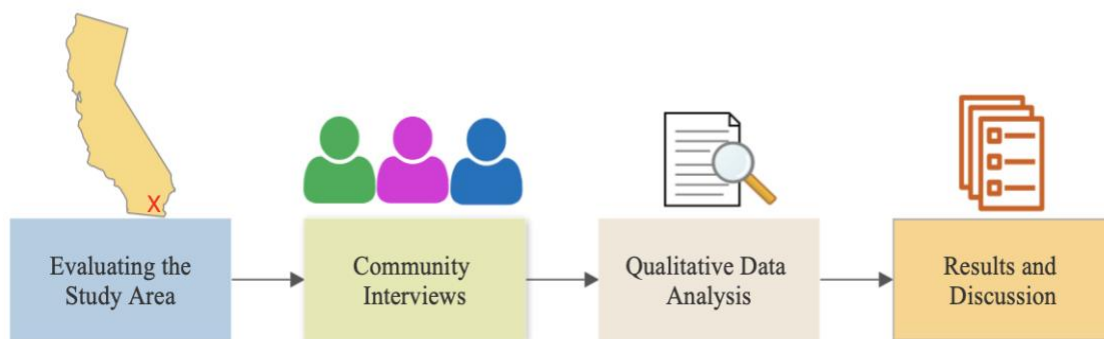 X
Evaluating the
Study Area
Community
Interviews
Qualitative Data
Analysis
Results and
Discussion